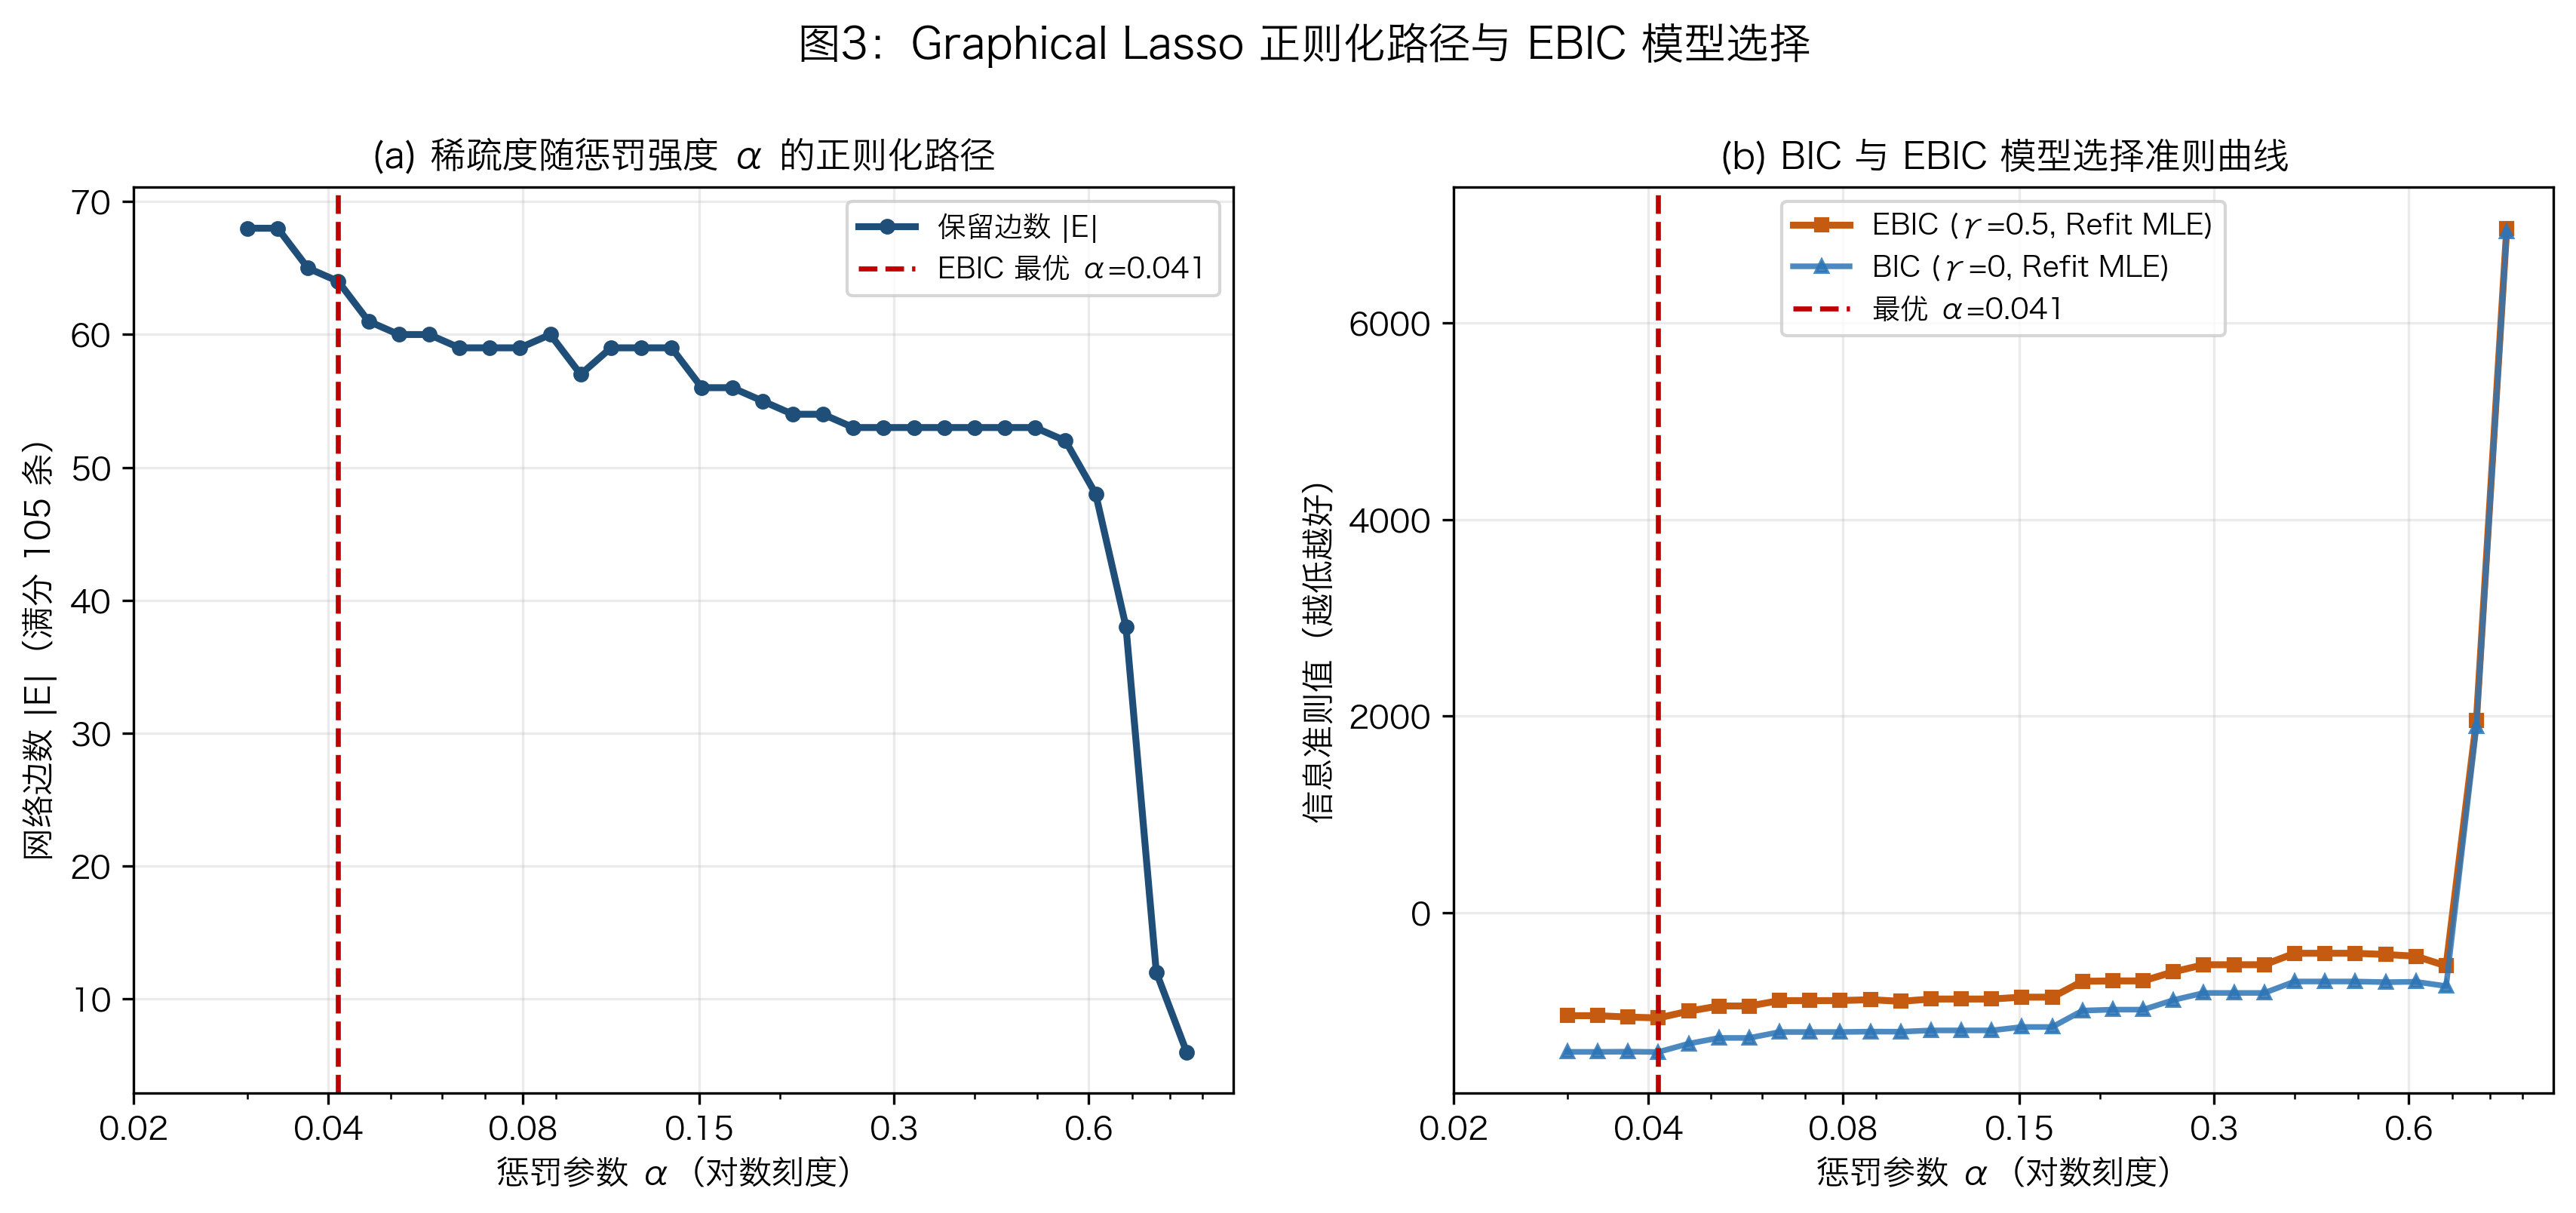 图3：Graphical Lasso 正则化路径与 EBIC 模型选择
(a) 稀疏度随惩罚强度 α 的正则化路径
70
60
50
40
30
20
10
网络边数 |E|（满分 105 条）
保留边数 |E|
EBIC 最优 α=0.041
0.02
0.04
0.08
0.15
0.3
0.6
惩罚参数 α（对数刻度）
(b) BIC 与 EBIC 模型选择准则曲线
6000
4000
2000
0
信息准则值（越低越好）
EBIC (γ=0.5, Refit MLE)
BIC (γ=0, Refit MLE)
最优 α=0.041
0.02
0.04
0.08
0.15
0.3
0.6
惩罚参数 α（对数刻度）